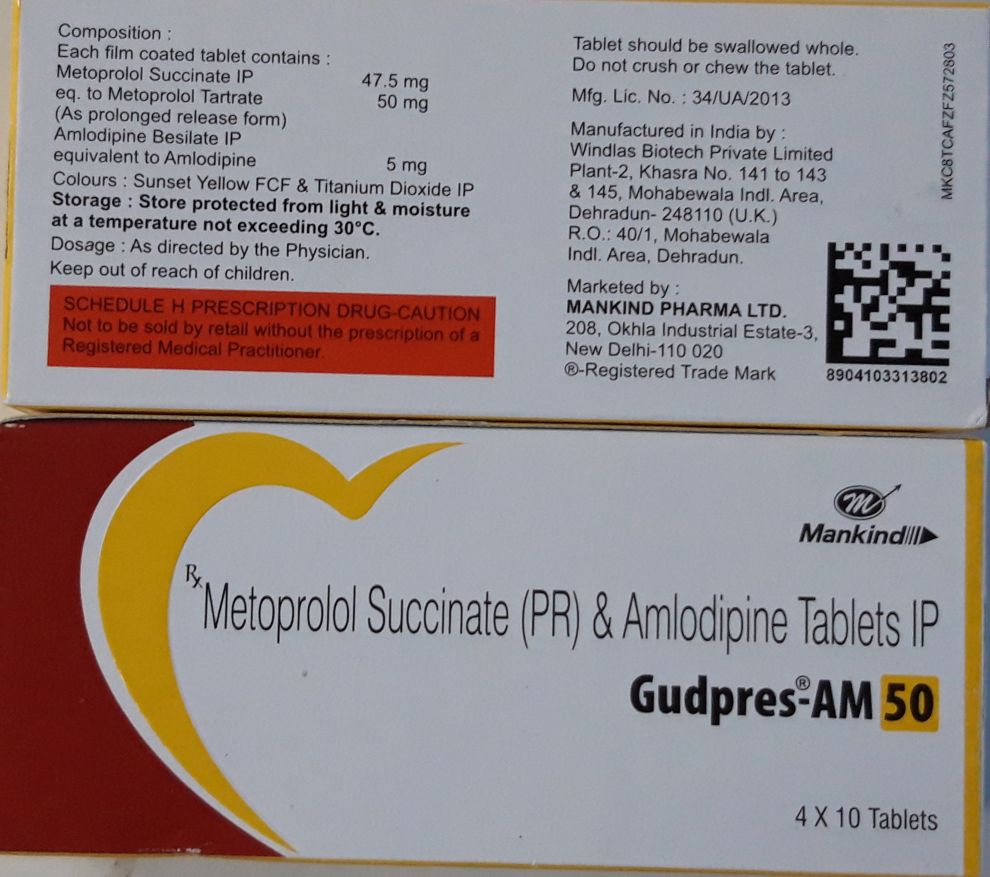 Composition :
Each film coated tablet contains :
Metoprolol Succinate IP 47.5 mg
eq. to Metoprolol Tartrate 50 mg
(As prolonged release form)
Amlodipine Besilate IP
equivalent to Amlodipine 5 mg
Colours : Sunset Yellow FCF & Titanium Dioxide IP
Storage : Store protected from light & moisture
at a temperature not exceeding 30°C.
Dosage : As directed by the Physician.
Keep out of reach of children.
SCHEDULE H PRESCRIPTION DRUG-CAUTION
Not to be sold by retail without the prescription of a
Registered Medical Practitioner.
Tablet should be swallowed whole.
Do not crush or chew the tablet.
Mfg. Lic. No. : 34/UA/2013
Manufactured in India by :
Windlas Biotech Private Limited
Plant-2, Khasra No. 141 to 143
& 145, Mohabewala Indl. Area,
Dehradun- 248110 (U.K.)
R.O.: 40/1, Mohabewala
Indl. Area, Dehradun.
Marketed by :
MANKIND PHARMA LTD.
208, Okhla Industrial Estate-3,
New Delhi-110 020
®-Registered Trade Mark
MKC8TCAFZFZ572803
8904103313802
m
Mankind
Rx
Metoprolol Succinate (PR) & Amlodipine Tablets IP
Gudpres®-AM 50
4 X 10 Tablets